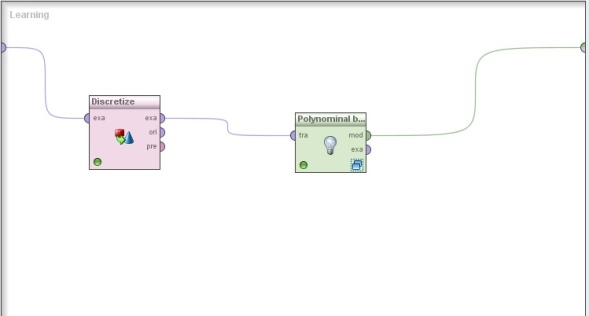 Learning
Discretize
exa
exa
ori
pre
Polynominal b...
tra
mod
exa